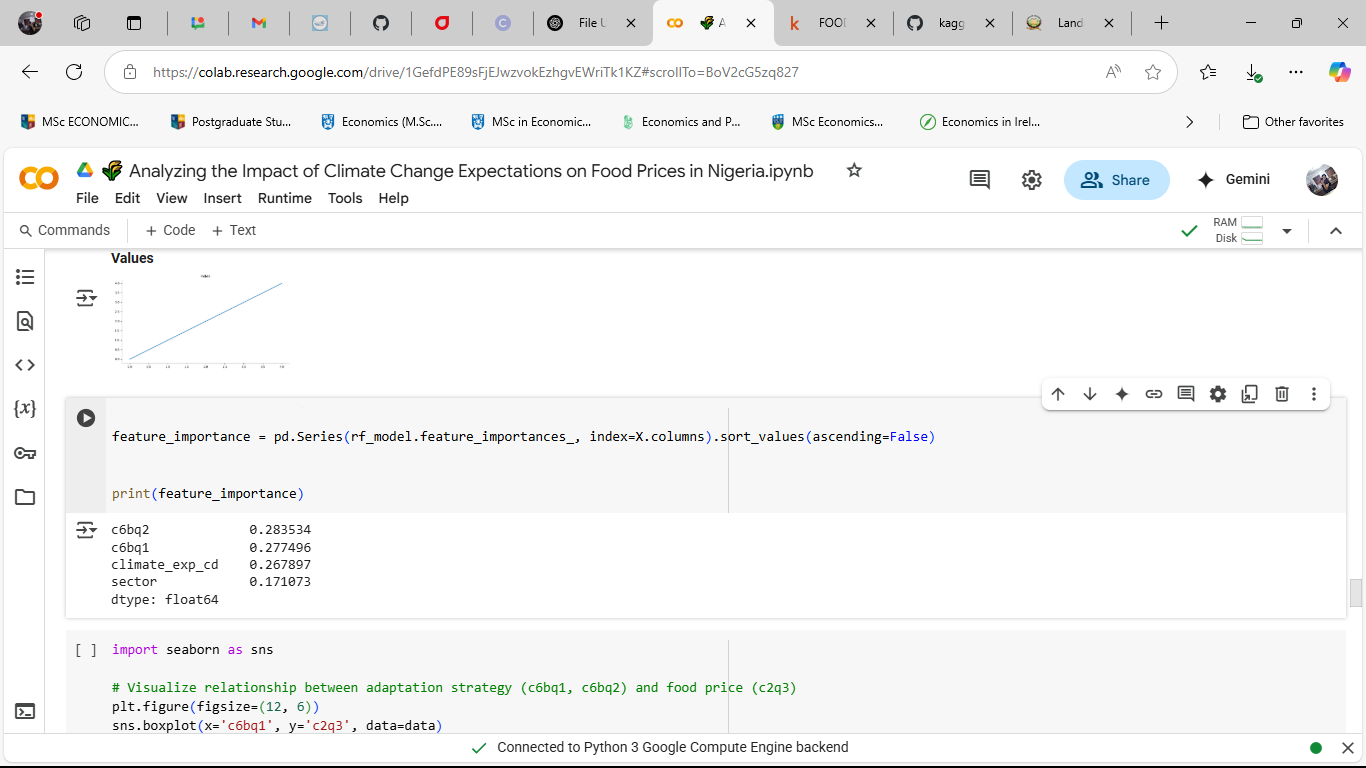 File U
A
FOOD
kagg
Land
https://colab.research.google.com/drive/1GefdPE89sFjEJwzvokEzhgvEWriTk1KZ#scrollTo=BoV2cG5zq827
MSc ECONOMIC...
Postgraduate Stu...
Economics (M.Sc....
MSc in Economic...
Economics and P...
MSc Economics...
Economics in Irel...
Other favorites
Analyzing the Impact of Climate Change Expectations on Food Prices in Nigeria.ipynb
Share
Gemini
File Edit View Insert Runtime Tools Help
Commands + Code + Text
RAM
Disk
Values
feature_importance = pd.Series(rf_model.feature_importances_, index=X.columns).sort_values(ascending=False)
print(feature_importance)
c6bq2 0.283534
c6bq1 0.277496
climate_exp_cd 0.267897
sector 0.171073
dtype: float64
[ ] import seaborn as sns
# Visualize relationship between adaptation strategy (c6bq1, c6bq2) and food price (c2q3)
plt.figure(figsize=(12, 6))
sns.boxplot(x='c6bq1', y='c2q3', data=data)
Connected to Python 3 Google Compute Engine backend